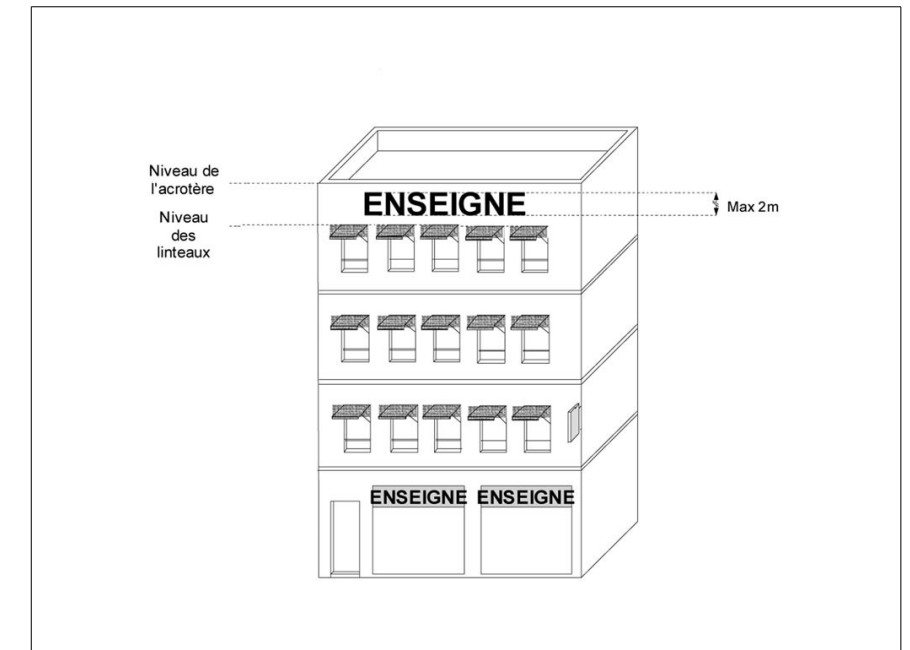 Niveau de
l'acrotère
ENSEIGNE
Max 2m
Niveau
des
linteaux
ENSEIGNE ENSEIGNE